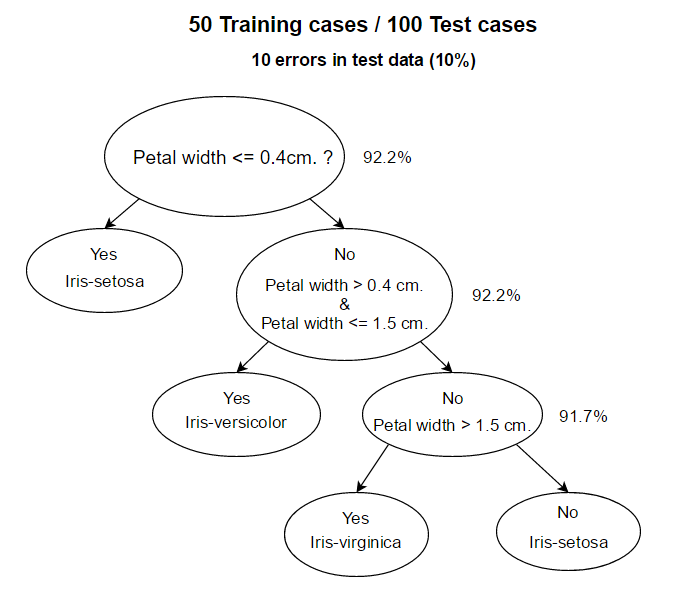 50 Training cases / 100 Test cases
10 errors in test data (10%)
Petal width <= 0.4cm. ?
92.2%
Yes
Iris-setosa
No
Petal width > 0.4 cm.
&
Petal width <= 1.5 cm.
92.2%
Yes
Iris-versicolor
No
Petal width > 1.5 cm.
91.7%
Yes
Iris-virginica
No
Iris-setosa